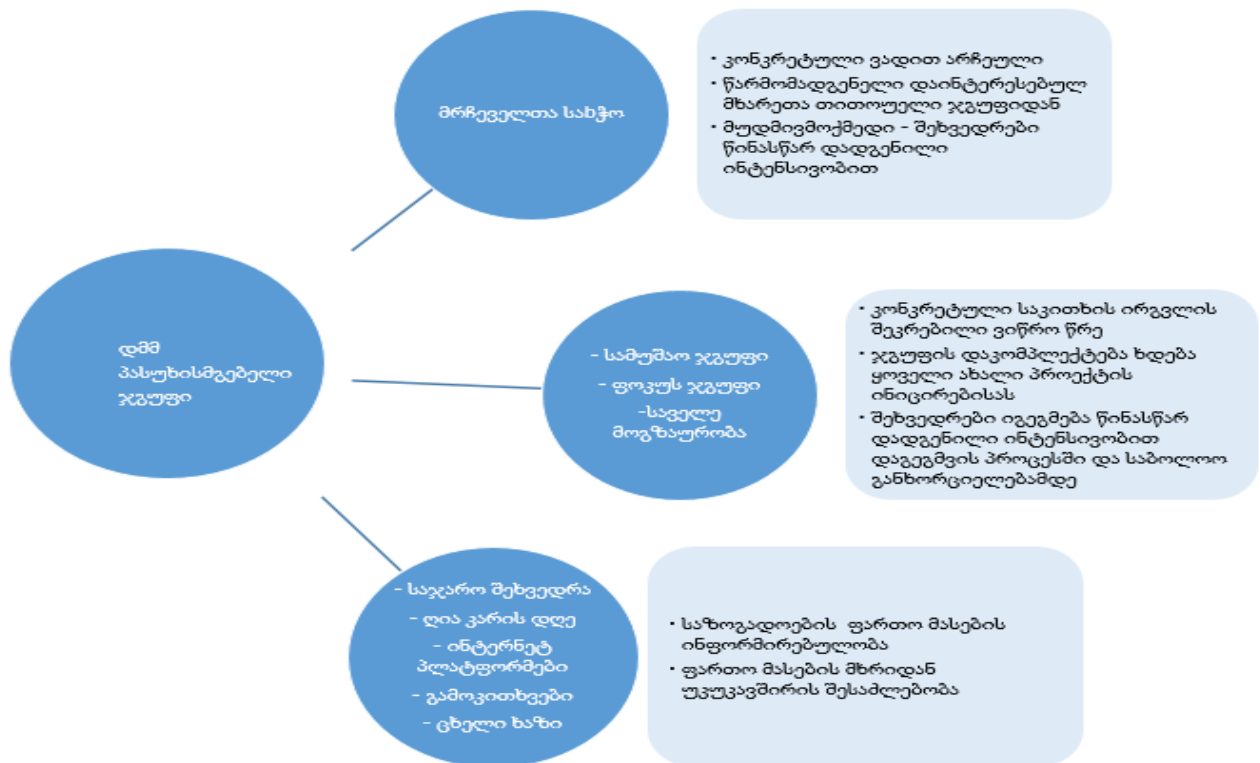 მრჩეველთა საბჭო
• კონკრეტული ვადით არჩეული
• წარმომადგენელი დაინტერესებულ
მხარეთა თითოეული ჯგუფიდან
• მუდმივმოქმედი - შეხვედრები
წინასწარ დადგენილი
ინტენსივობით
დმმ
პასუხისმგებელი
ჯგუფი
- სამუშაო ჯგუფი
- ფოკუს ჯგუფი
-საველე
მოგზაურობა
• კონკრეტული საკითხის ირგვლის
შეკრებილი ვიწრო წრე
• ჯგუფის დაკომპლექტება ხდება
ყოველი ახალი პროექტის
ინიცირებისას
• შეხვედრები იგეგმება წინასწარ
დადგენილი ინტენსივობით
დაგეგმვის პროცესში და საბოლოო
განხორციელებამდე
- საჯარო შეხვედრა
- ღია კარის დღე
- ინტერნეტ
პლატფორმები
- გამოკითხვები
- ცხელი ხაზი
• საზოგადოების ფართო მასების
ინფორმირებულობა
• ფართო მასების მხრიდან
უკუკავშირის შესაძლებობა